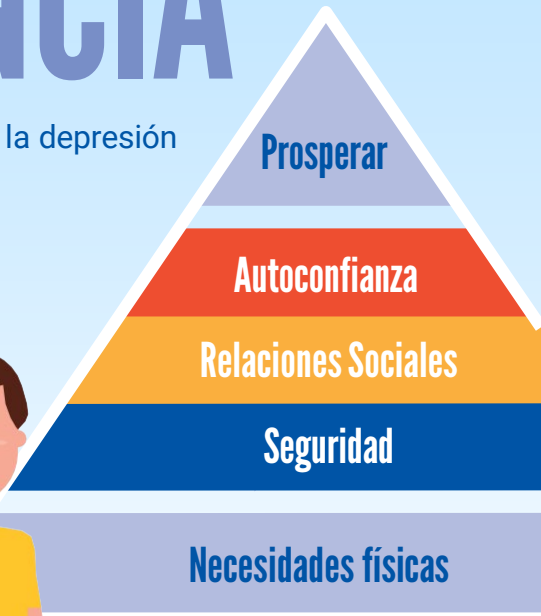 NCIA
la depresión
Prosperar
Autoconfianza
Relaciones Sociales
Seguridad
Necesidades físicas